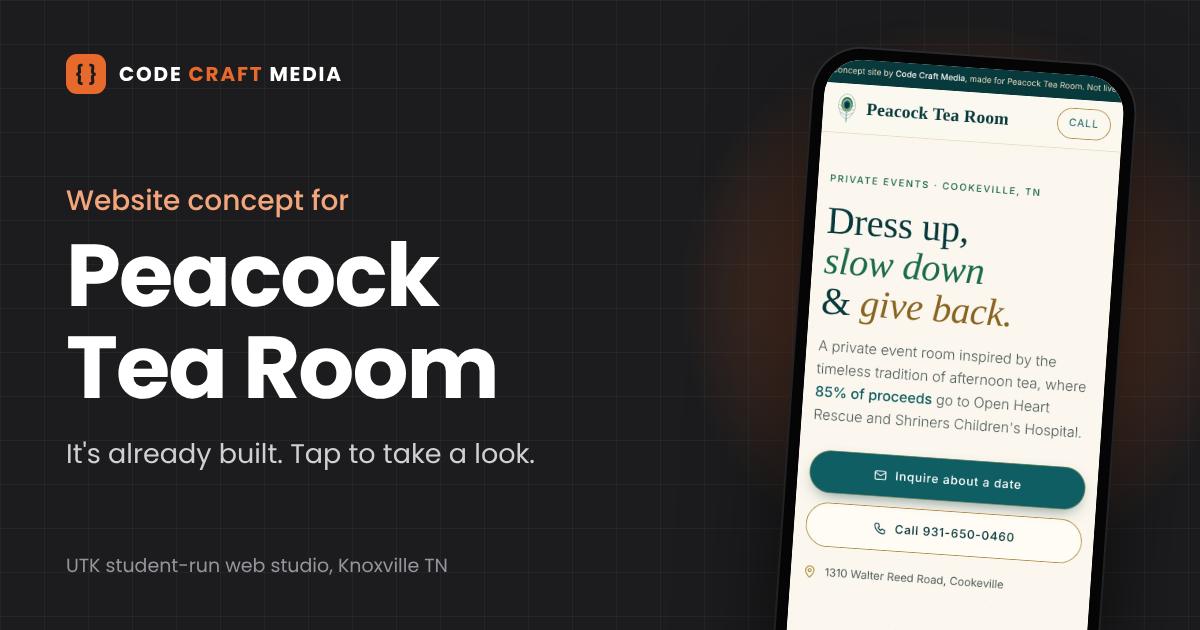 { } CODE CRAFT MEDIA
Website concept for
Peacock
Tea Room
It's already built. Tap to take a look.
UTK student-run web studio, Knoxville TN
concept site by Code Craft Media, made for Peacock Tea Room. Not live
Peacock Tea Room
CALL
PRIVATE EVENTS · COOKEVILLE, TN
Dress up,
slow down
& give back.
A private event room inspired by the
timeless tradition of afternoon tea, where
85% of proceeds go to Open Heart
Rescue and Shriners Children's Hospital.
Inquire about a date
Call 931-650-0460
1310 Walter Reed Road, Cookeville